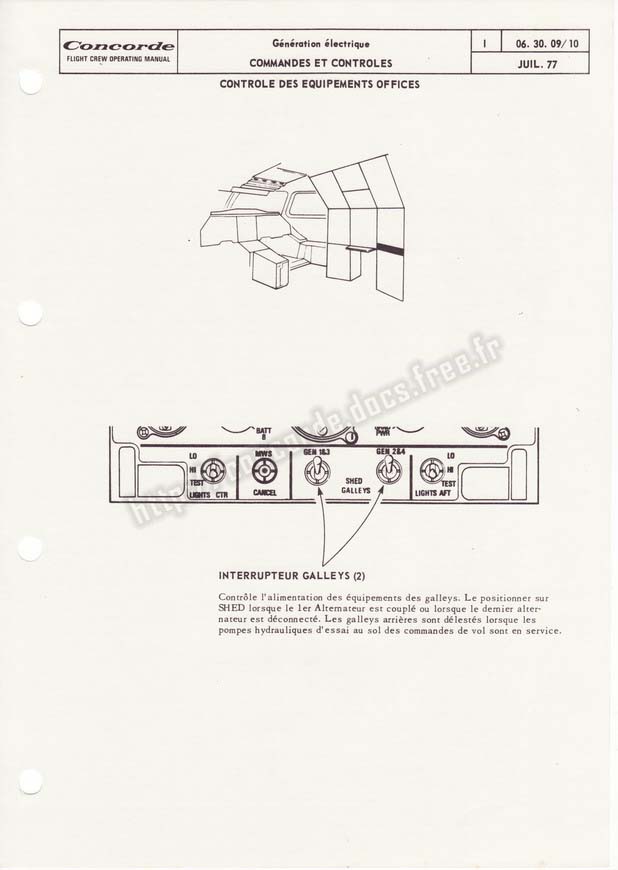 Concorde
FLIGHT CREW OPERATING MANUAL
Génération électrique
COMMANDES ET CONTROLES
I
06. 30. 09/10
JUIL. 77
CONTROLE DES EQUIPEMENTS OFFICES
http://concorde.docs.free.fr
BATT
B
PWR
LO
HI
TEST
LIGHTS CTR
MWS
CANCEL
GEN 1&3
SHED
GALLEYS
GEN 2&4
LO
HI
TEST
LIGHTS AFT
INTERRUPTEUR GALLEYS (2)
Contrôle l'alimentation des équipements des galleys. Le positionner sur
SHED lorsque le 1er Alternateur est couplé ou lorsque le dernier alter-
nateur est déconnecté. Les galleys arrières sont délestés lorsque les
pompes hydrauliques d'essai au sol des commandes de vol sont en service.